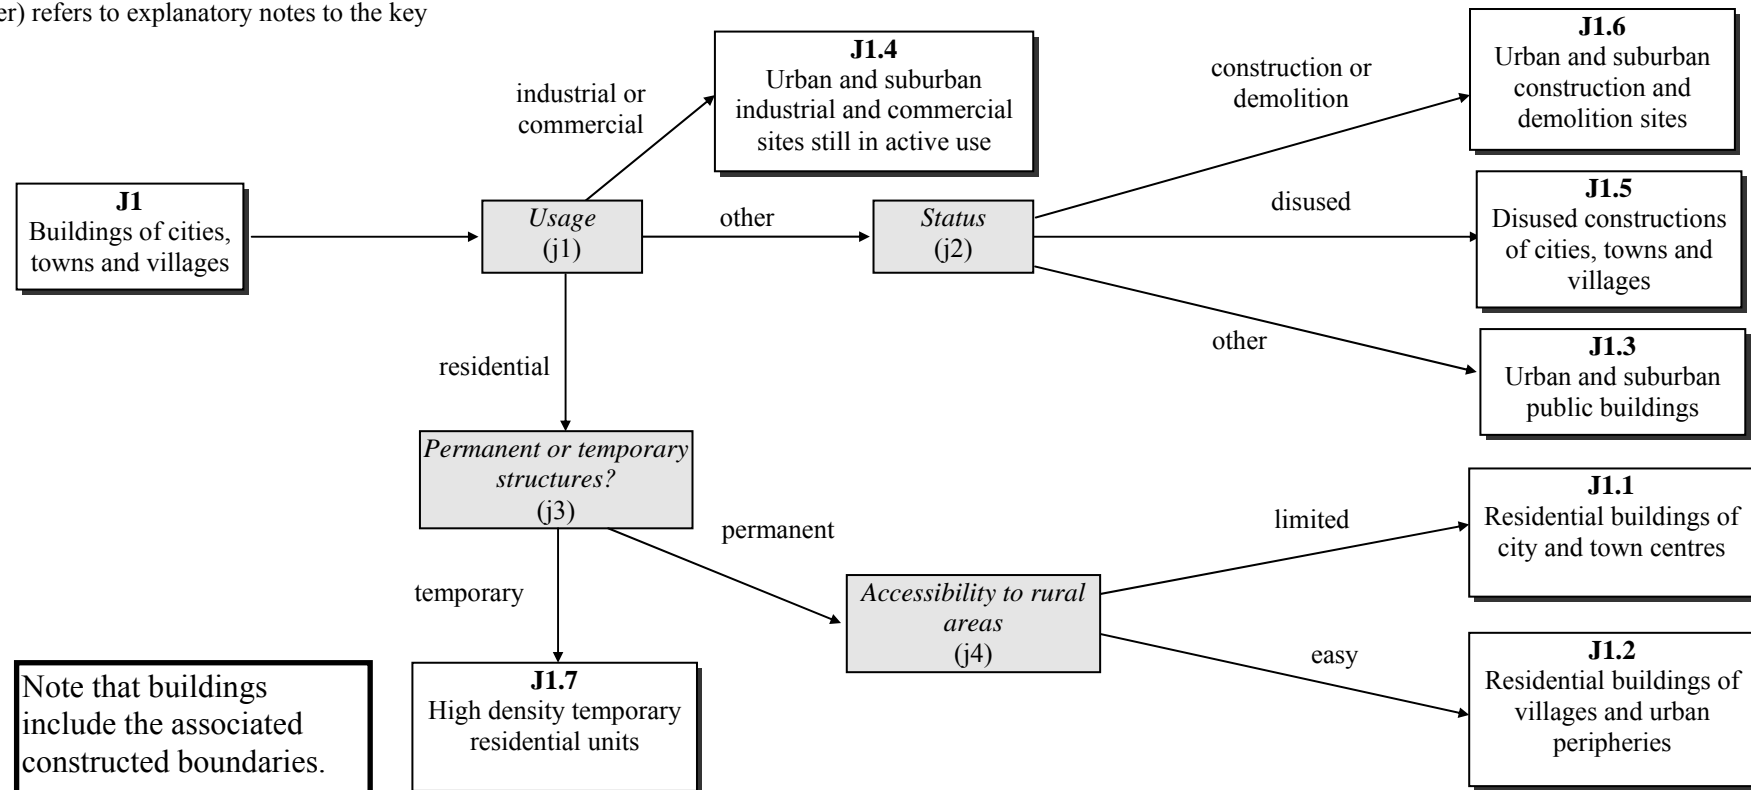 er) refers to explanatory notes to the key
J1
Buildings of cities,
towns and villages
Usage
(j1)
industrial or
commercial
J1.4
Urban and suburban
industrial and commercial
sites still in active use
other
Status
(j2)
construction or
demolition
J1.6
Urban and suburban
construction and
demolition sites
disused
J1.5
Disused constructions
of cities, towns and
villages
other
J1.3
Urban and suburban
public buildings
residential
Permanent or temporary
structures?
(j3)
permanent
Accessibility to rural
areas
(j4)
limited
J1.1
Residential buildings of
city and town centres
easy
J1.2
Residential buildings of
villages and urban
peripheries
temporary
J1.7
High density temporary
residential units
Note that buildings
include the associated
constructed boundaries.